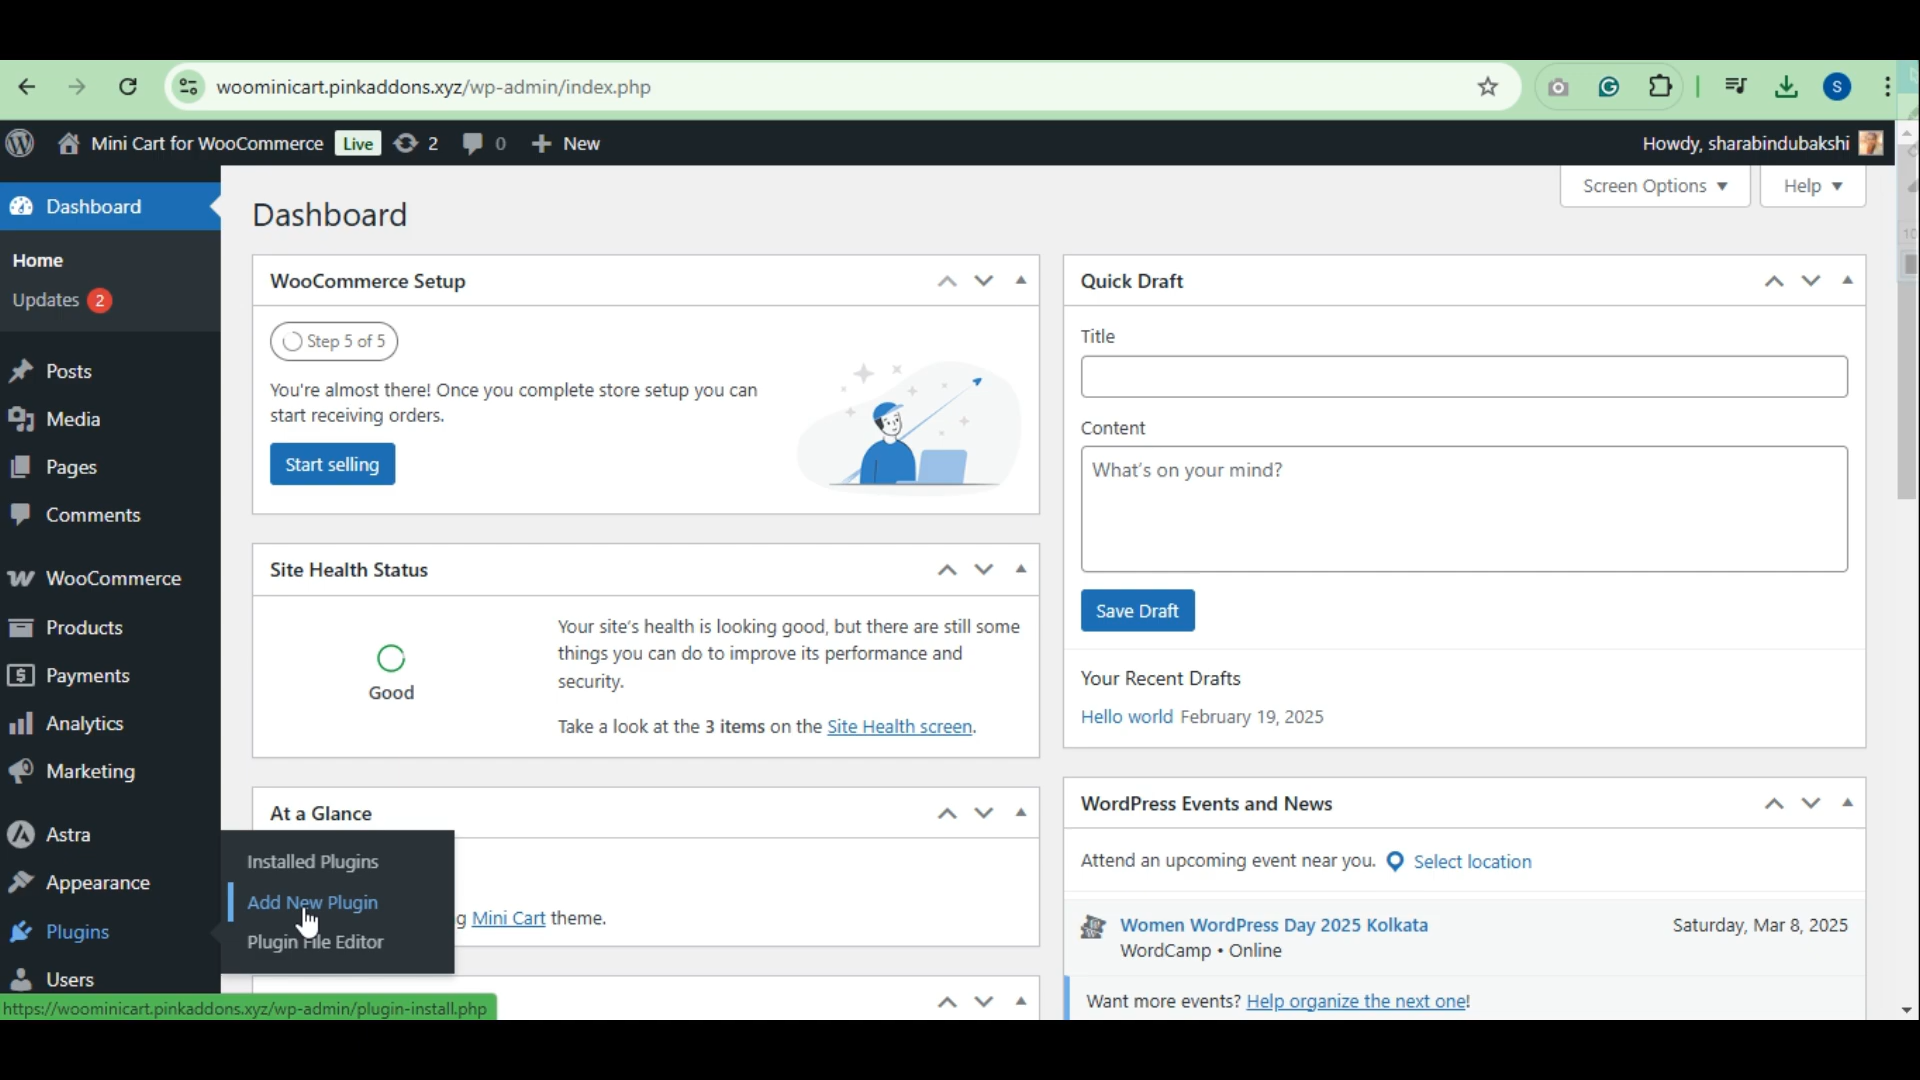 woominicart.pinkaddons.xyz/wp-admin/index.php
S
Mini Cart for WooCommerce Live 2 0 + New
Howdy, sharabindubakshi
Screen Options ▼ Help ▼
Dashboard
Home
Updates 2
Posts
Media
Pages
Comments
WooCommerce
Products
Payments
Analytics
Marketing
Astra
Appearance
Plugins
Users
Installed Plugins
Add New Plugin
Plugin File Editor
Dashboard
WooCommerce Setup
Step 5 of 5
You're almost there! Once you complete store setup you can
start receiving orders.
Start selling
Site Health Status
Good
Your site's health is looking good, but there are still some
things you can do to improve its performance and
security.
Take a look at the 3 items on the Site Health screen.
At a Glance
g Mini Cart theme.
Quick Draft
Title
Content
What's on your mind?
Save Draft
Your Recent Drafts
Hello world February 19, 2025
WordPress Events and News
Attend an upcoming event near you. Select location
Women WordPress Day 2025 Kolkata Saturday, Mar 8, 2025
WordCamp • Online
Want more events? Help organize the next one!
https://woominicart.pinkaddons.xyz/wp-admin/plugin-install.php